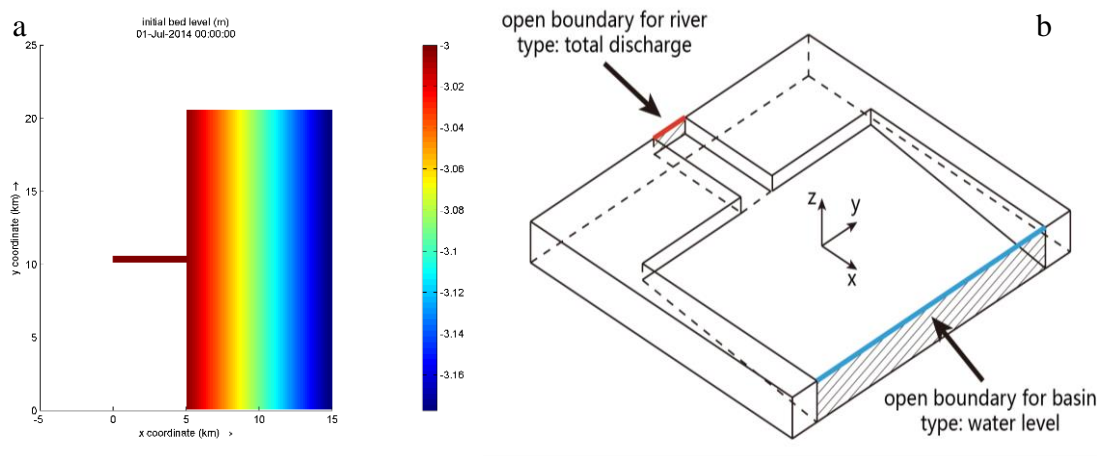 a
initial bed level (m)
01-Jul-2014 00:00:00
25
20
15
10
5
0
y coordinate (km) →
-5
0
5
10
15
x coordinate (km) →
-3
-3.02
-3.04
-3.06
-3.08
-3.1
-3.12
-3.14
-3.16
b
open boundary for river
type: total discharge
z
y
x
open boundary for basin
type: water level